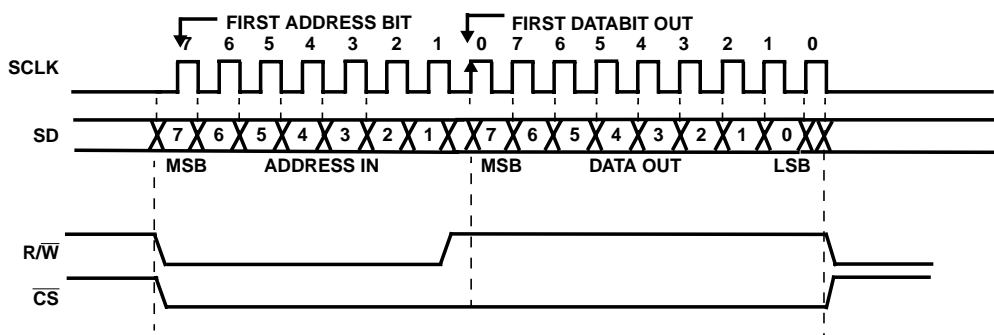 FIRST ADDRESS BIT FIRST DATABIT OUT
7 6 5 4 3 2 1 0 7 6 5 4 3 2 1 0
SCLK
SD 7 6 5 4 3 2 1 7 6 5 4 3 2 1 0
MSB ADDRESS IN MSB DATA OUT LSB
R/W̅
C̅S̅